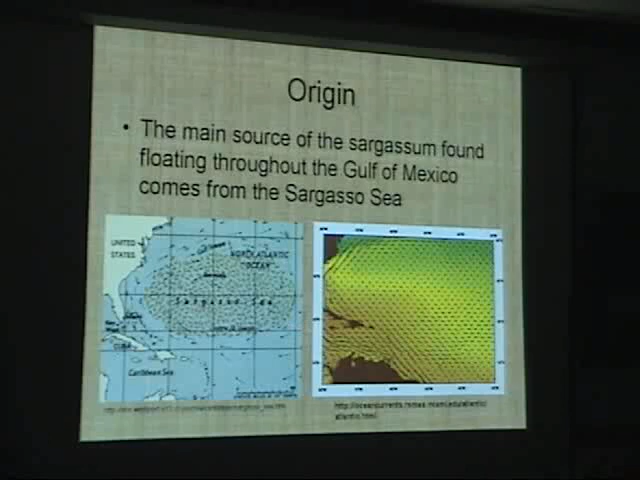 Origin
• The main source of the sargassum found
floating throughout the Gulf of Mexico
comes from the Sargasso Sea
UNITED
STATES
NORTH ATLANTIC
OCEAN
Sargasso Sea
CUBA
Caribbean Sea